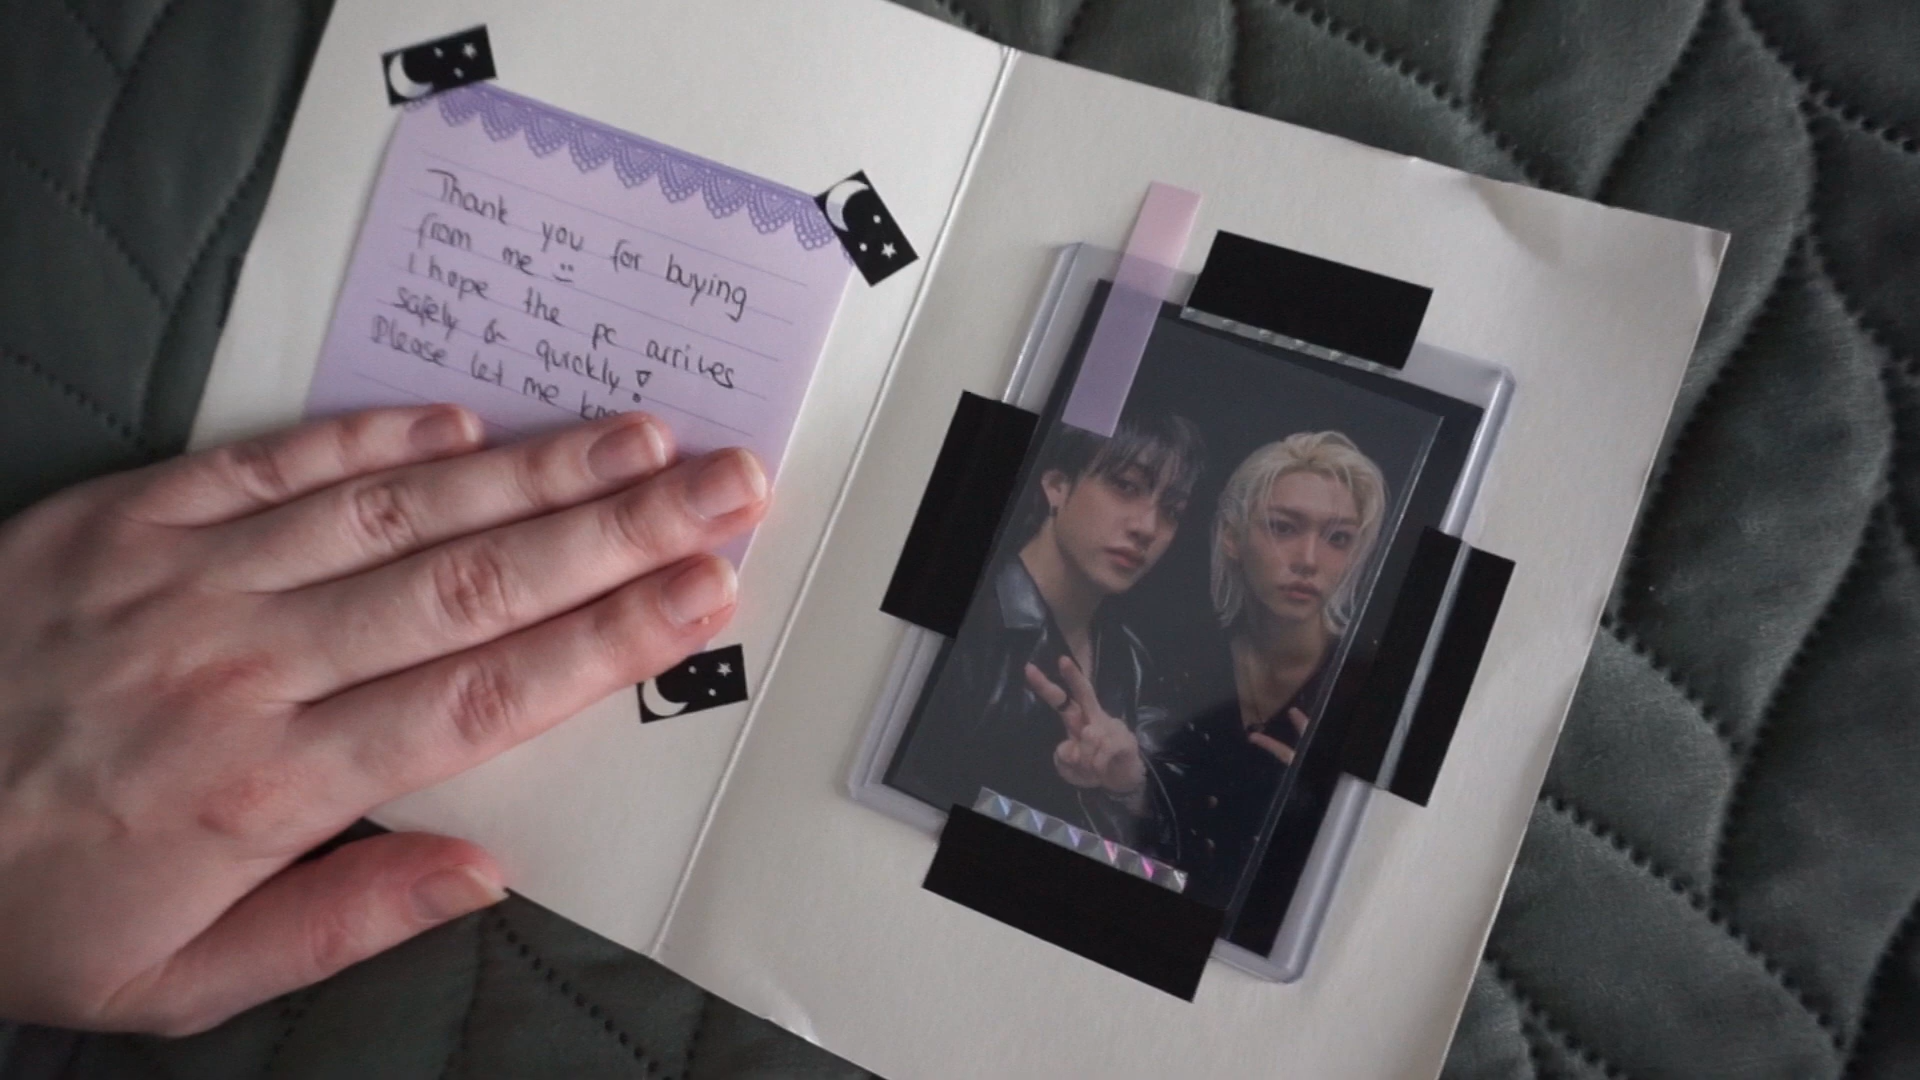 Thank you for buying
from me :)
I hope the pc arrives
safely & quickly!
Please let me